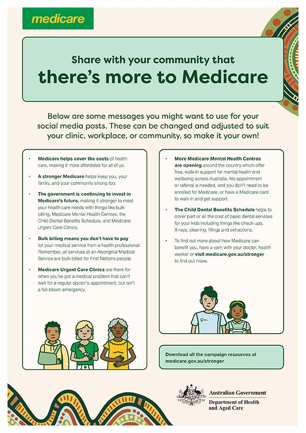 medicare
Share with your community that
there's more to Medicare
Below are some messages you might want to use for your
social media posts. These can be changed and adjusted to suit
your clinic, workplace, or community, so make it your own!
• Medicare helps cover the costs of health
care, making it more affordable for all of us.
• A stronger Medicare helps keep you, your
family, and your community strong too.
• The government is continuing to invest in
Medicare's future, making it stronger to meet
your health care needs with things like bulk
billing, Medicare Mental Health Centres, the
Child Dental Benefits Schedule, and Medicare
Urgent Care Clinics.
• Bulk billing means you don't have to pay
for your medical service from a health professional.
Remember, all services at an Aboriginal Medical
Service are bulk-billed for First Nations people.
• Medicare Urgent Care Clinics are there for
when you've got a medical problem that can't
wait for a regular doctor's appointment, but isn't
a full-blown emergency.
• More Medicare Mental Health Centres
are opening around the country which offer
free, walk-in support for mental health and
wellbeing across Australia. No appointment
or referral is needed, and you don't need to be
enrolled for Medicare, or have a Medicare card
to walk in and get support.
• The Child Dental Benefits Schedule helps to
cover part or all the cost of basic dental services
for your kids including things like check-ups,
X-rays, cleaning, fillings and extractions.
• To find out more about how Medicare can
benefit you, have a yarn with your doctor, health
worker or visit medicare.gov.au/stronger
to find out more.
Download all the campaign resources at
medicare.gov.au/stronger
Australian Government
Department of Health
and Aged Care